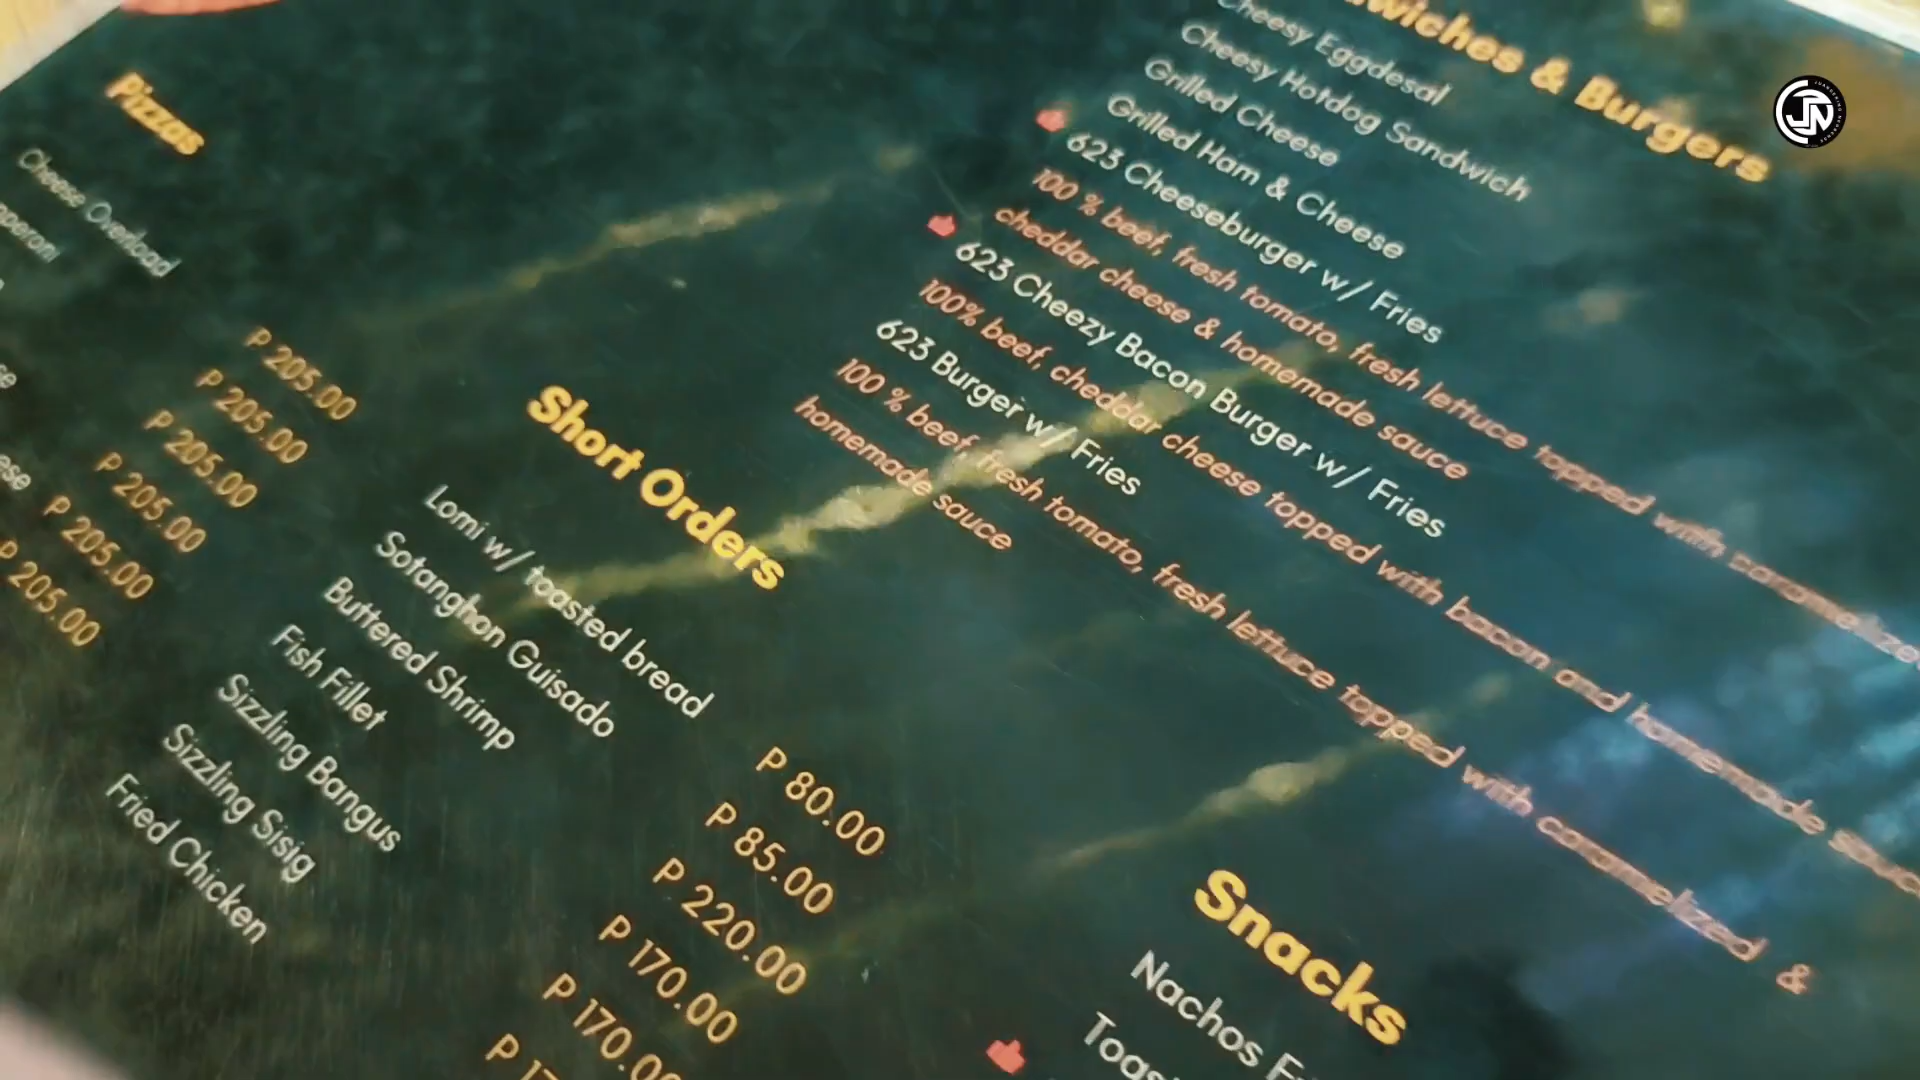 Pizzas
Cheese Overload
P 205.00
P 205.00
P 205.00
P 205.00
P 205.00
P 205.00
Short Orders
Lomi w/ toasted bread
Sotanghon Guisado
Buttered Shrimp
Fish Fillet
Sizzling Bangus
Sizzling Sisig
Fried Chicken
P 80.00
P 85.00
P 220.00
P 170.00
P 170.00
& Burgers
Cheesy Eggdesal
Cheesy Hotdog Sandwich
Grilled Cheese
Grilled Ham & Cheese
623 Cheeseburger w/ Fries
100 % beef, fresh tomato, fresh lettuce topped with
cheddar cheese & homemade sauce
623 Cheezy Bacon Burger w/ Fries
100% beef, cheddar cheese topped with bacon and homemade
623 Burger w/ Fries
100 % beef, fresh tomato, fresh lettuce topped with caramelized &
homemade sauce
Snacks
Nachos
JN